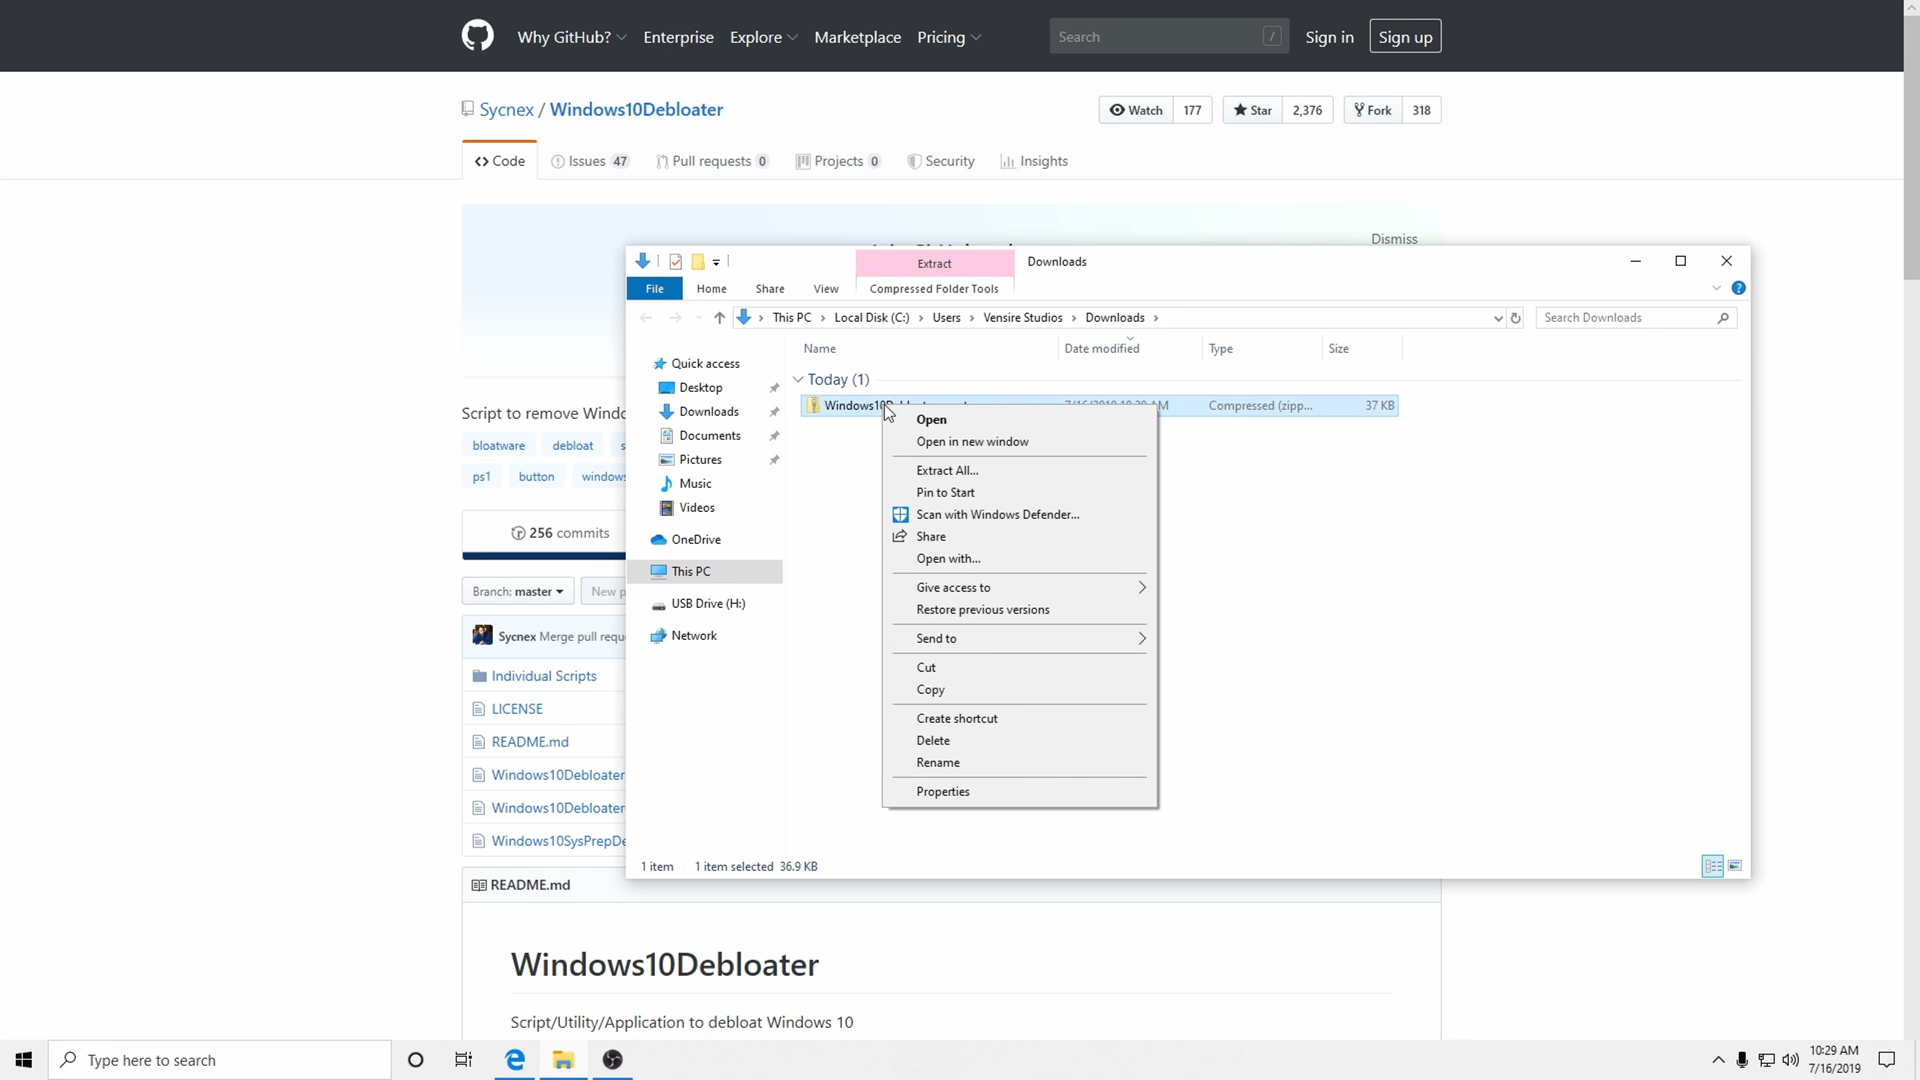 Why GitHub? Enterprise Explore Marketplace Pricing Search / Sign in Sign up
Sycnex / Windows10Debloater
Watch 177 Star 2,376 Fork 318
Code Issues 47 Pull requests 0 Projects 0 Security Insights
Dismiss
Extract Downloads
File Home Share View Compressed Folder Tools
This PC Local Disk (C:) Users Vensire Studios Downloads Search Downloads
Name Date modified Type Size
Quick access
Desktop
Downloads
Documents
Pictures
Music
Videos
OneDrive
This PC
USB Drive (H:)
Network
Today (1)
Compressed (zipp... 37 KB
Open
Open in new window
Extract All...
Pin to Start
Scan with Windows Defender...
Share
Open with...
Give access to
Restore previous versions
Send to
Cut
Copy
Create shortcut
Delete
Rename
Properties
1 item 1 item selected 36.9 KB
Script to remove
bloatware debloat
ps1 button
256 commits
Branch: master New
Sycnex Merge pull
Individual Scripts
LICENSE
README.md
Windows10Debloater
Windows10Debloater
README.md
Windows10Debloater
Script/Utility/Application to debloat Windows 10
Type here to search
10:29 AM
7/16/2019